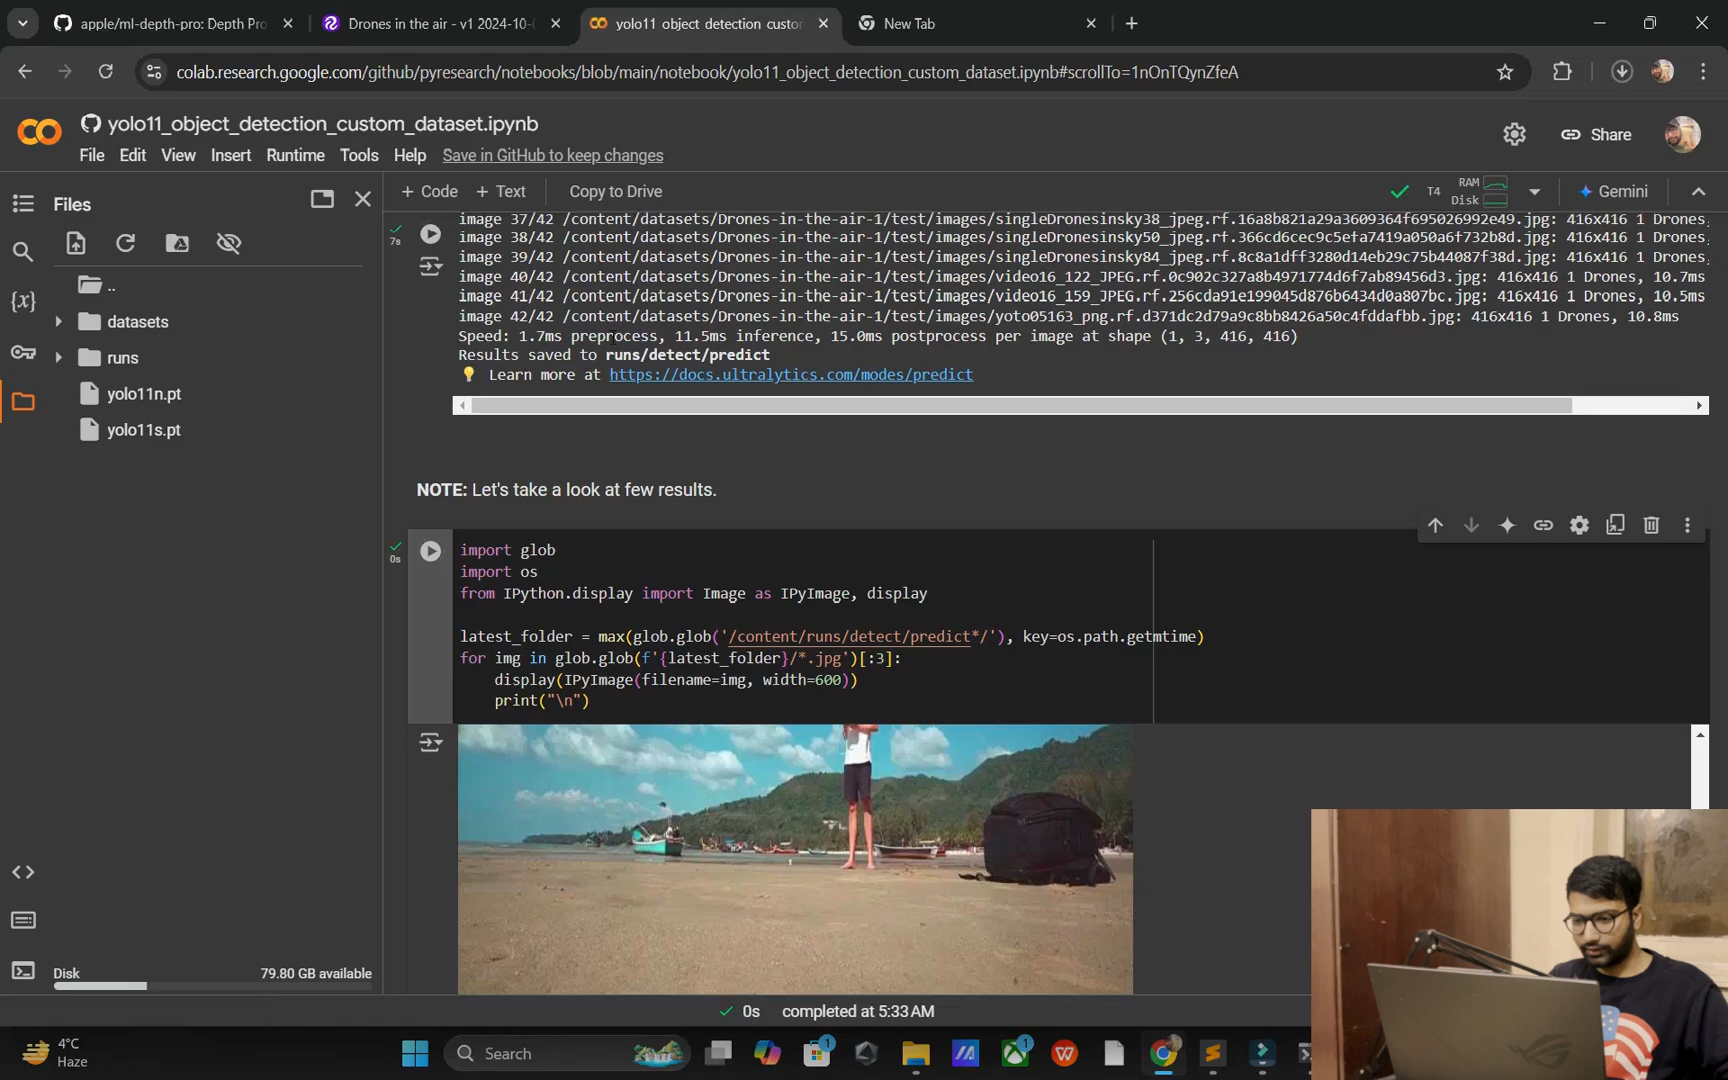 apple/ml-depth-pro: Depth Pro
Drones in the air - v1 2024-10-
yolo11 object detection custo
New Tab
colab.research.google.com/github/pyresearch/notebooks/blob/main/notebook/yolo11_object_detection_custom_dataset.ipynb#scrollTo=1nOnTQynZfeA
yolo11_object_detection_custom_dataset.ipynb
File Edit View Insert Runtime Tools Help Save in GitHub to keep changes
Share
Files
+ Code + Text Copy to Drive
T4 RAM Disk Gemini
..
datasets
runs
yolo11n.pt
yolo11s.pt
7s
image 37/42 /content/datasets/Drones-in-the-air-1/test/images/singleDronesinsky38_jpeg.rf.16a8b821a29a3609364f695026992e49.jpg: 416x416 1 Drones,
image 38/42 /content/datasets/Drones-in-the-air-1/test/images/singleDronesinsky50_jpeg.rf.366cd6cec9c5efa7419a050a6f732b8d.jpg: 416x416 1 Drones,
image 39/42 /content/datasets/Drones-in-the-air-1/test/images/singleDronesinsky84_jpeg.rf.8c8a1dff3280d14eb29c75b44087f38d.jpg: 416x416 1 Drones,
image 40/42 /content/datasets/Drones-in-the-air-1/test/images/video16_122_JPEG.rf.0c902c327a8b4971774d6f7ab89456d3.jpg: 416x416 1 Drones, 10.7ms
image 41/42 /content/datasets/Drones-in-the-air-1/test/images/video16_159_JPEG.rf.256cda91e199045d876b6434d0a807bc.jpg: 416x416 1 Drones, 10.5ms
image 42/42 /content/datasets/Drones-in-the-air-1/test/images/yoto05163_png.rf.d371dc2d79a9c8bb8426a50c4fddafbb.jpg: 416x416 1 Drones, 10.8ms
Speed: 1.7ms preprocess, 11.5ms inference, 15.0ms postprocess per image at shape (1, 3, 416, 416)
Results saved to runs/detect/predict
Learn more at https://docs.ultralytics.com/modes/predict
NOTE: Let's take a look at few results.
0s
import glob
import os
from IPython.display import Image as IPyImage, display
latest_folder = max(glob.glob('/content/runs/detect/predict*/'), key=os.path.getmtime)
for img in glob.glob(f'{latest_folder}/*.jpg')[:3]:
    display(IPyImage(filename=img, width=600))
    print("\n")
Disk 79.80 GB available
0s completed at 5:33 AM
4°C
Haze
Search
1
1